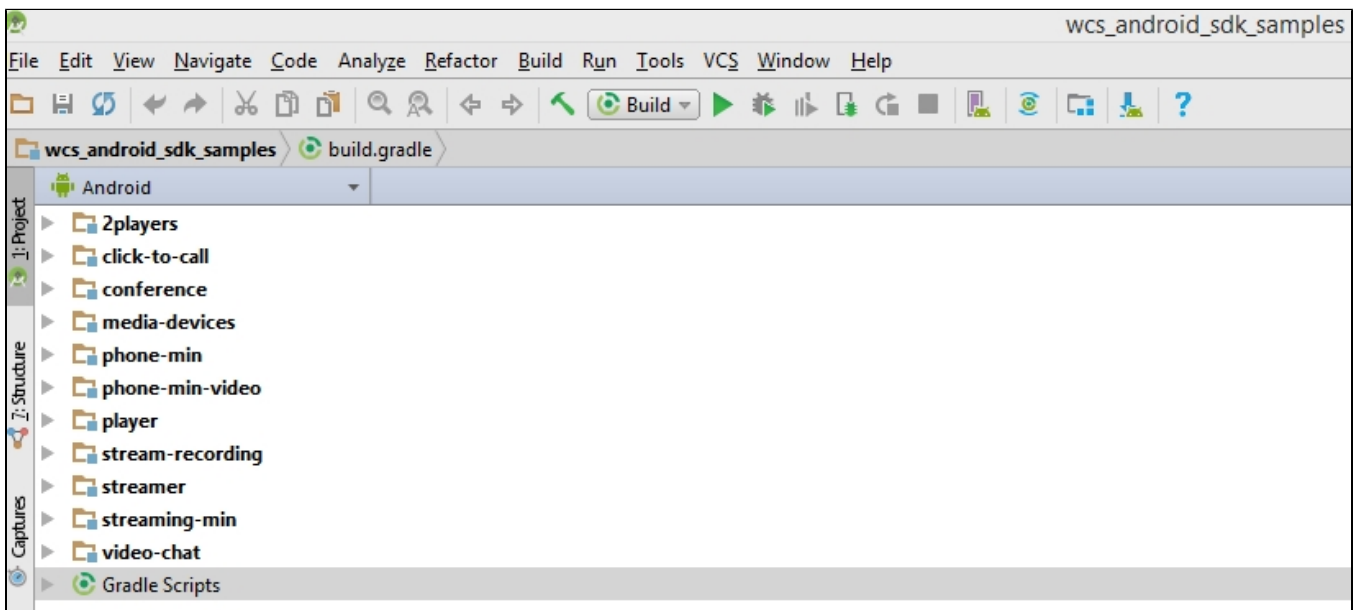 wcs_android_sdk_samples
File Edit View Navigate Code Analyze Refactor Build Run Tools VCS Window Help
Build ?
wcs_android_sdk_samples build.gradle
Android
1: Project
2players
click-to-call
conference
media-devices
7: Structure
phone-min
phone-min-video
player
stream-recording
Captures
streamer
streaming-min
video-chat
Gradle Scripts